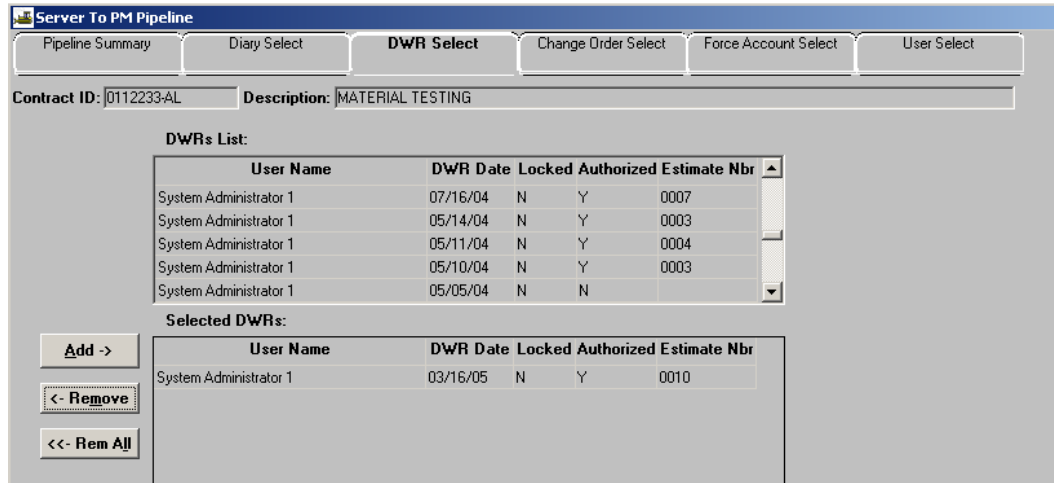 Server To PM Pipeline
Pipeline Summary Diary Select DWR Select Change Order Select Force Account Select User Select
Contract ID: 0112233-AL Description: MATERIAL TESTING
DWRs List:
User Name DWR Date Locked Authorized Estimate Nbr
System Administrator 1 07/16/04 N Y 0007
System Administrator 1 05/14/04 N Y 0003
System Administrator 1 05/11/04 N Y 0004
System Administrator 1 05/10/04 N Y 0003
System Administrator 1 05/05/04 N N
Selected DWRs:
Add -> User Name DWR Date Locked Authorized Estimate Nbr
System Administrator 1 03/16/05 N Y 0010
<- Remove
<<- Rem All